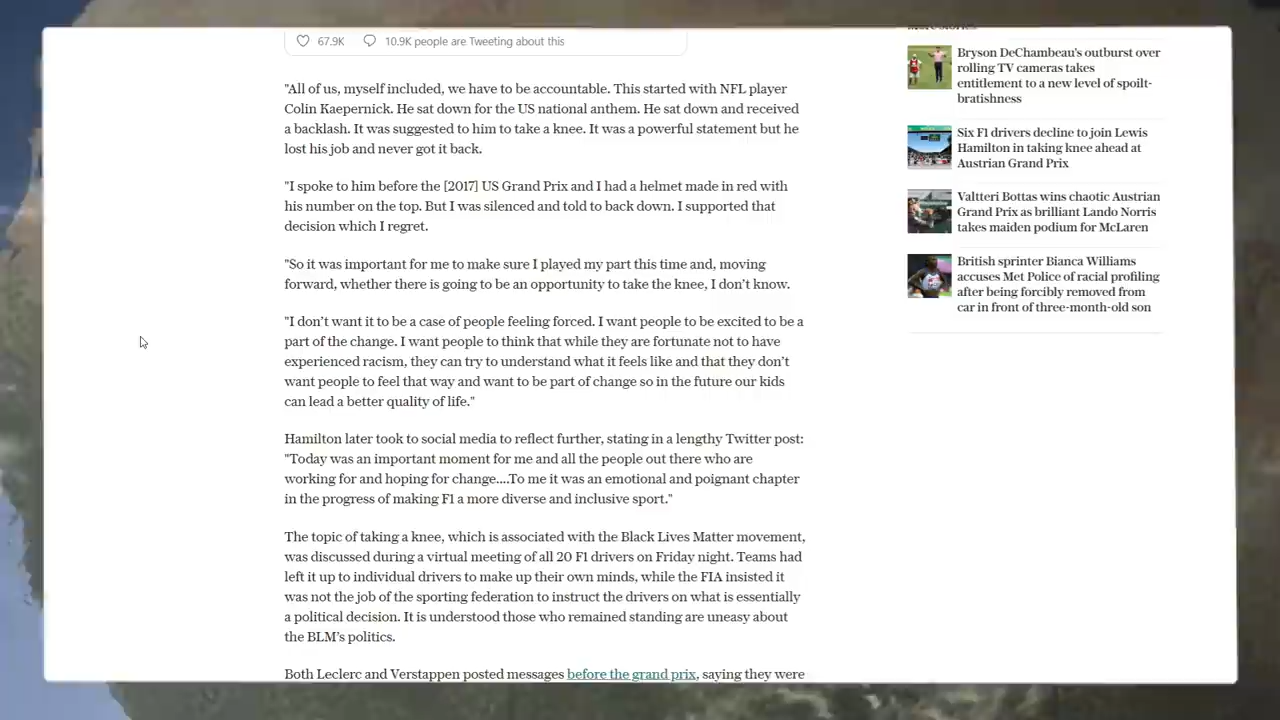 67.9K 10.9K people are Tweeting about this
"All of us, myself included, we have to be accountable. This started with NFL player
Colin Kaepernick. He sat down for the US national anthem. He sat down and received
a backlash. It was suggested to him to take a knee. It was a powerful statement but he
lost his job and never got it back.
"I spoke to him before the [2017] US Grand Prix and I had a helmet made in red with
his number on the top. But I was silenced and told to back down. I supported that
decision which I regret.
"So it was important for me to make sure I played my part this time and, moving
forward, whether there is going to be an opportunity to take the knee, I don't know.
"I don't want it to be a case of people feeling forced. I want people to be excited to be a
part of the change. I want people to think that while they are fortunate not to have
experienced racism, they can try to understand what it feels like and that they don't
want people to feel that way and want to be part of change so in the future our kids
can lead a better quality of life."
Hamilton later took to social media to reflect further, stating in a lengthy Twitter post:
"Today was an important moment for me and all the people out there who are
working for and hoping for change....To me it was an emotional and poignant chapter
in the progress of making F1 a more diverse and inclusive sport."
The topic of taking a knee, which is associated with the Black Lives Matter movement,
was discussed during a virtual meeting of all 20 F1 drivers on Friday night. Teams had
left it up to individual drivers to make up their own minds, while the FIA insisted it
was not the job of the sporting federation to instruct the drivers on what is essentially
a political decision. It is understood those who remained standing are uneasy about
the BLM's politics.
Both Leclerc and Verstappen posted messages before the grand prix, saying they were
Bryson DeChambeau's outburst over
rolling TV cameras takes
entitlement to a new level of spoilt-
bratishness
Six F1 drivers decline to join Lewis
Hamilton in taking knee ahead at
Austrian Grand Prix
Valtteri Bottas wins chaotic Austrian
Grand Prix as brilliant Lando Norris
takes maiden podium for McLaren
British sprinter Bianca Williams
accuses Met Police of racial profiling
after being forcibly removed from
car in front of three-month-old son